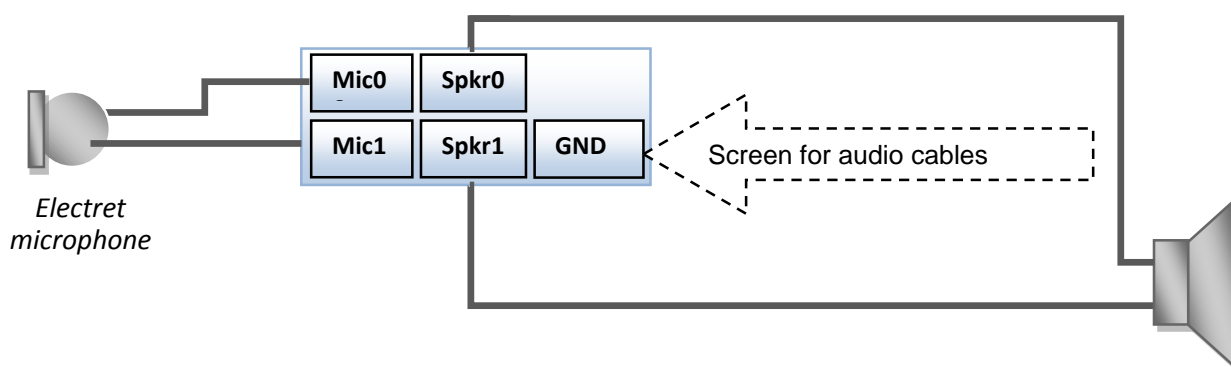 Mic0
Spkr0
Mic1
Spkr1
GND
Screen for audio cables
Electret
microphone